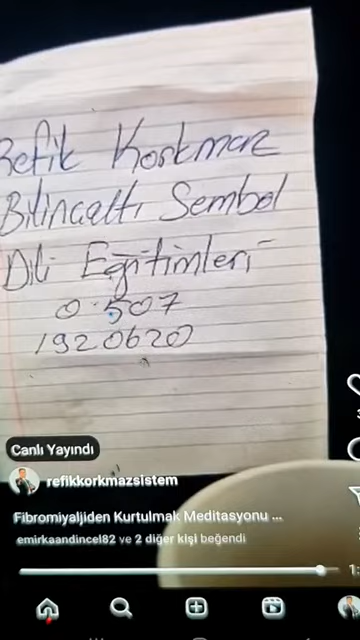 Refik Korkmaz
Bilinçaltı Sembol
Dili Eğitimleri
0.507
1920620
Canlı Yayındı
refikkorkmazsistem
Fibromiyaljiden Kurtulmak Meditasyonu ...
emirkaandincel82 ve 2 diğer kişi beğendi
1: